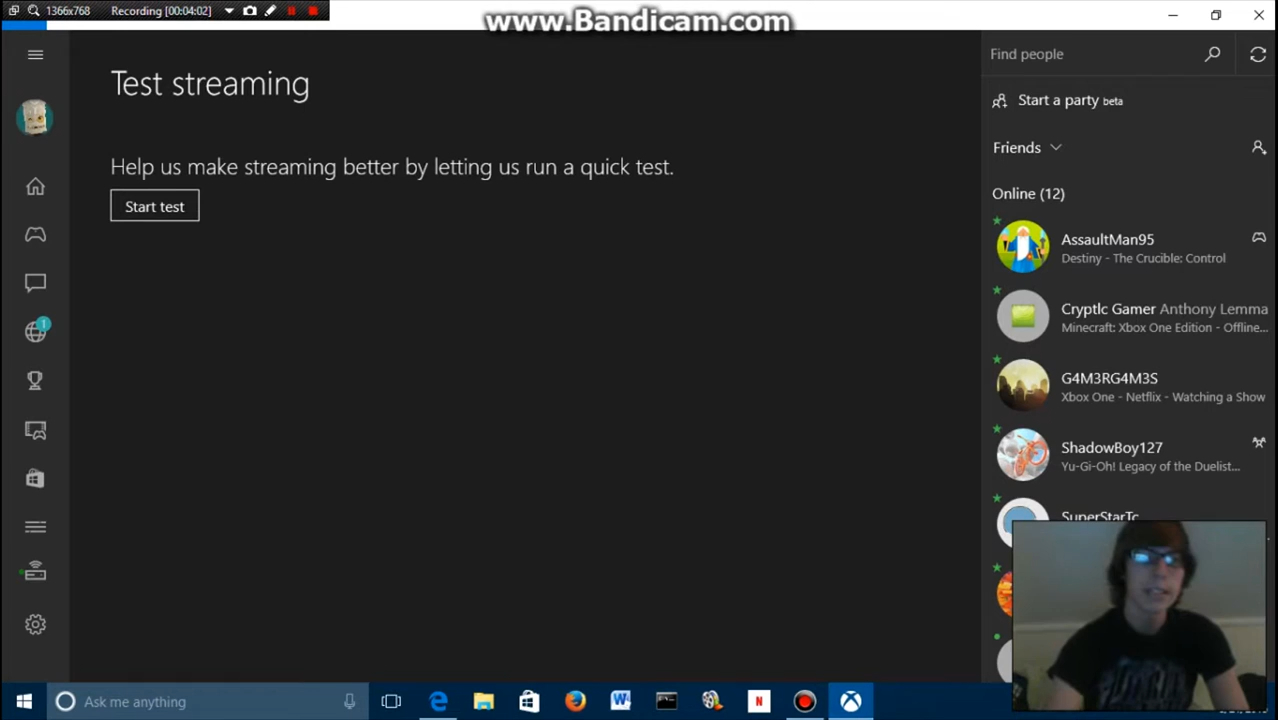 1366x768
Recording [00:04:02]
www.Bandicam.com
Test streaming
Help us make streaming better by letting us run a quick test.
Start test
1
Find people
Start a party beta
Friends
Online (12)
AssaultMan95
Destiny - The Crucible: Control
CryptIc Gamer Anthony Lemma
Minecraft: Xbox One Edition - Offline...
G4M3RG4M3S
Xbox One - Netflix - Watching a Show
ShadowBoy127
Yu-Gi-Oh! Legacy of the Duelist...
SuperStarTc
Ask me anything
N